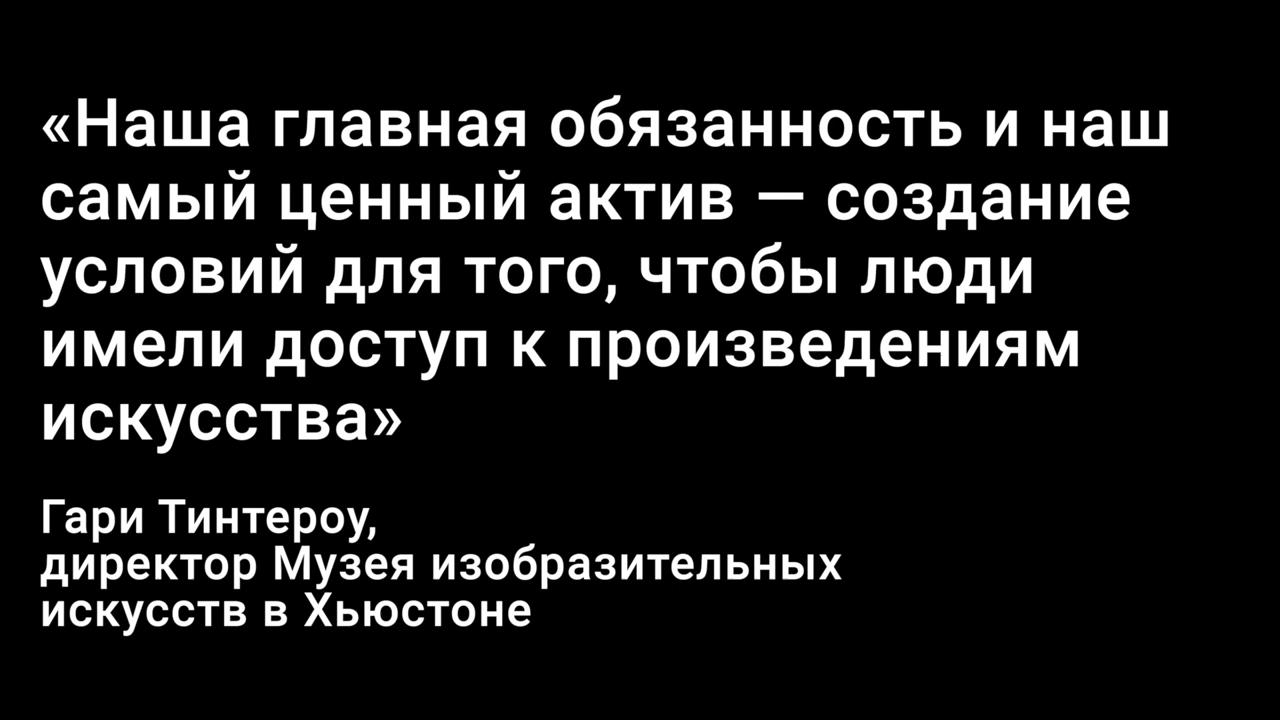 «Наша главная обязанность и наш
самый ценный актив — создание
условий для того, чтобы люди
имели доступ к произведениям
искусства»
Гари Тинтероу,
директор Музея изобразительных
искусств в Хьюстоне